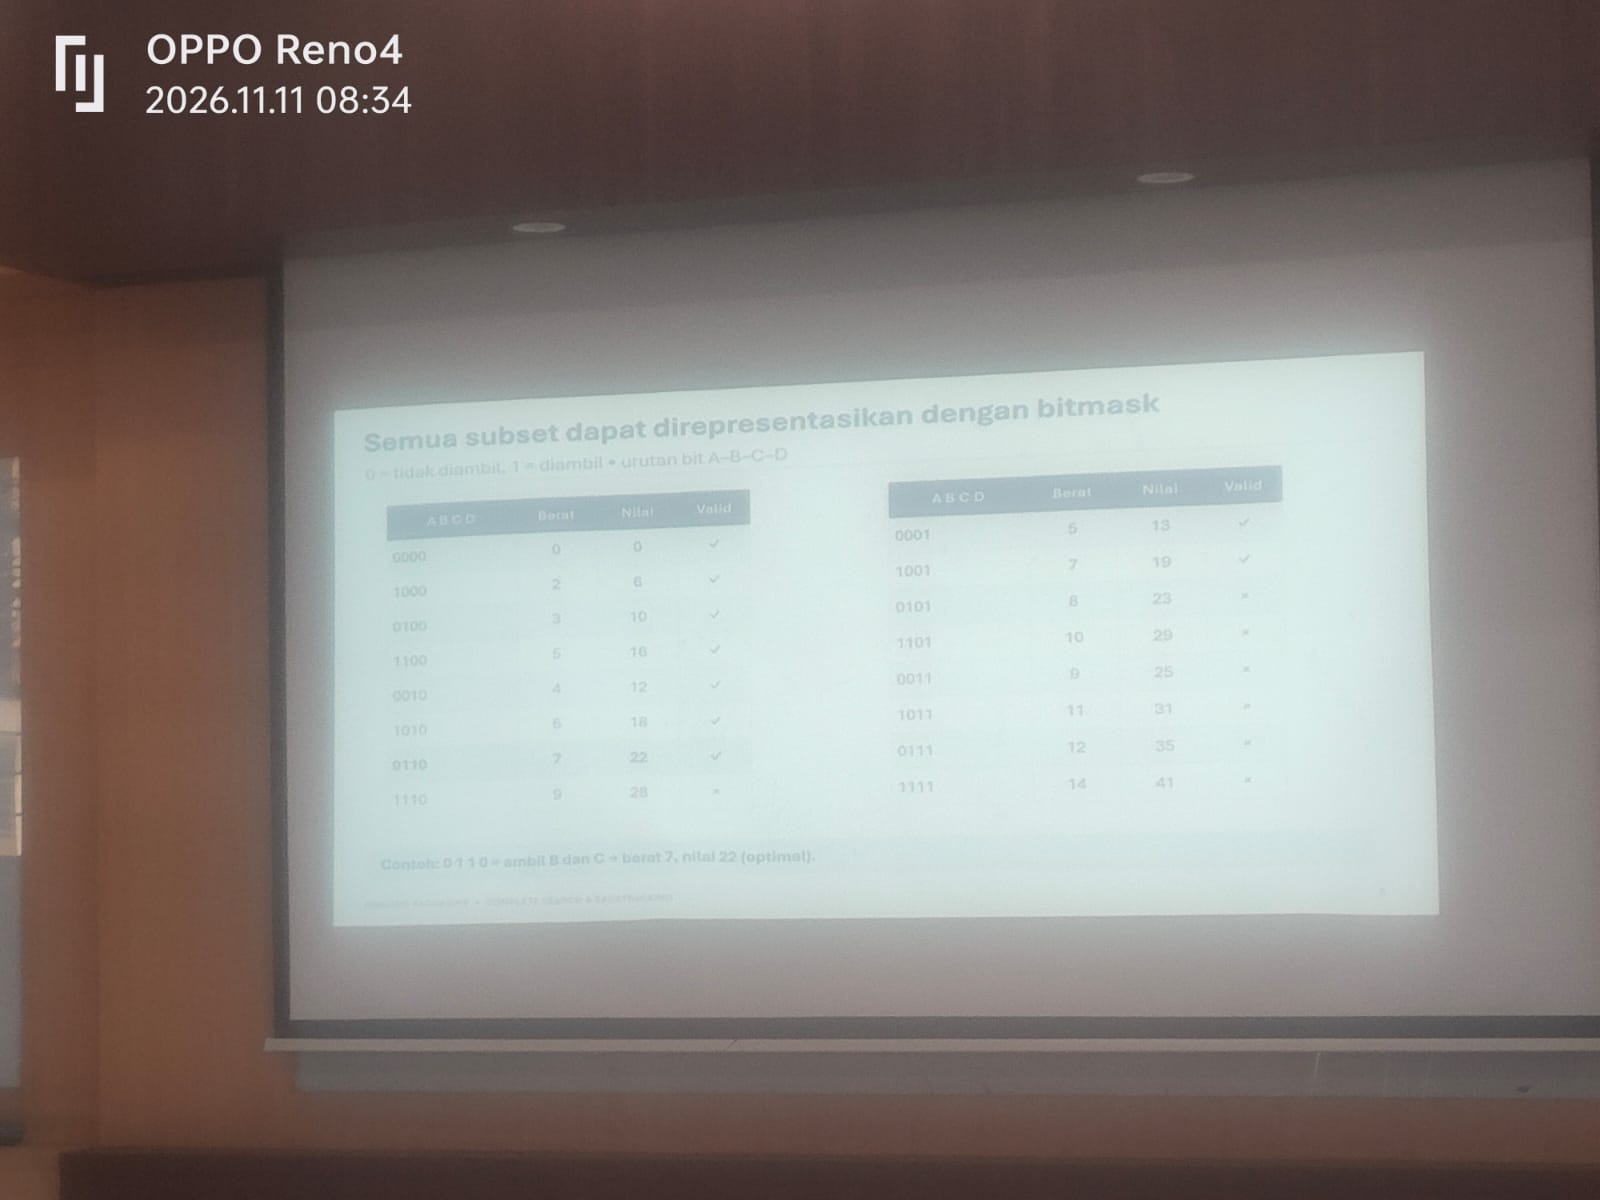 OPPO Reno4
2026.11.11 08:34
Semua subset dapat direpresentasikan dengan bitmask
0 = tidak diambil, 1 = diambil • urutan bit A–B–C–D
A B C D Berat Nilai Valid
0000 0 0 ✓
1000 2 6 ✓
0100 3 10 ✓
1100 5 16 ✓
0010 4 12 ✓
1010 6 18 ✓
0110 7 22 ✓
1110 9 28 ×
A B C D Berat Nilai Valid
0001 5 13 ✓
1001 7 19 ✓
0101 8 23 ×
1101 10 29 ×
0011 9 25 ×
1011 11 31 ×
0111 12 35 ×
1111 14 41 ×
Contoh: 0 1 1 0 = ambil B dan C → berat 7, nilai 22 (optimal).
COMPLETE SEARCH & BACKTRACKING